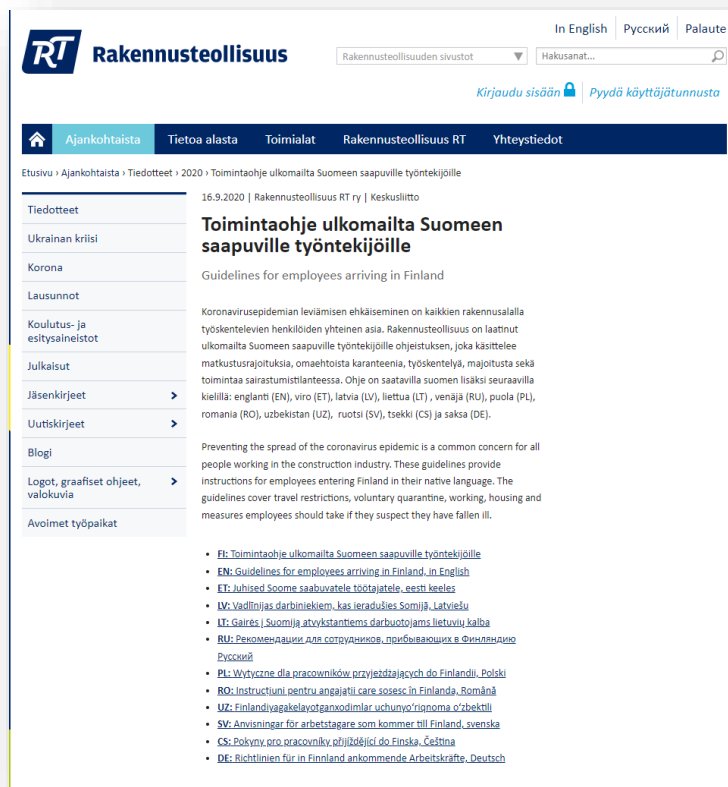 In English Русский Palaute
RT Rakennusteollisuus
Rakennusteollisuuden sivustot
Hakusanat...
Kirjaudu sisään Pyydä käyttäjätunnusta
Ajankohtaista Tietoa alasta Toimialat Rakennusteollisuus RT Yhteystiedot
Etusivu › Ajankohtaista › Tiedotteet › 2020 › Toimintaohje ulkomailta Suomeen saapuville työntekijöille
Tiedotteet
Ukrainan kriisi
Korona
Lausunnot
Koulutus- ja
esitysaineistot
Julkaisut
Jäsenkirjeet
Uutiskirjeet
Blogi
Logot, graafiset ohjeet,
valokuvia
Avoimet työpaikat
16.9.2020 | Rakennusteollisuus RT ry | Keskusliitto
Toimintaohje ulkomailta Suomeen
saapuville työntekijöille
Guidelines for employees arriving in Finland
Koronavirusepidemian leviämisen ehkäiseminen on kaikkien rakennusalalla
työskentelevien henkilöiden yhteinen asia. Rakennusteollisuus on laatinut
ulkomailta Suomeen saapuville työntekijöille ohjeistuksen, joka käsittelee
matkustusrajoituksia, omaehtoista karanteenia, työskentelyä, majoitusta sekä
toimintaa sairastumistilanteessa. Ohje on saatavilla suomen lisäksi seuraavilla
kielillä: englanti (EN), viro (ET), latvia (LV), liettua (LT) , venäjä (RU), puola (PL),
romania (RO), uzbekistan (UZ), ruotsi (SV), tsekki (CS) ja saksa (DE).
Preventing the spread of the coronavirus epidemic is a common concern for all
people working in the construction industry. These guidelines provide
instructions for employees entering Finland in their native language. The
guidelines cover travel restrictions, voluntary quarantine, working, housing and
measures employees should take if they suspect they have fallen ill.
• FI: Toimintaohje ulkomailta Suomeen saapuville työntekijöille
• EN: Guidelines for employees arriving in Finland, in English
• ET: Juhised Soome saabuvatele töötajatele, eesti keeles
• LV: Vadlīnijas darbiniekiem, kas ieradušies Somijā, Latviešu
• LT: Gairės į Suomiją atvykstantiems darbuotojams lietuvių kalba
• RU: Рекомендации для сотрудников, прибывающих в Финляндию
Русский
• PL: Wytyczne dla pracowników przyjeżdżających do Finlandii, Polski
• RO: Instrucțiuni pentru angajații care sosesc în Finlanda, Română
• UZ: Finlandiyagakelayotganxodimlar uchunyo‘riqnoma o‘zbektili
• SV: Anvisningar för arbetstagare som kommer till Finland, svenska
• CS: Pokyny pro pracovníky přijíždějící do Finska, Čeština
• DE: Richtlinien für in Finnland ankommende Arbeitskräfte, Deutsch